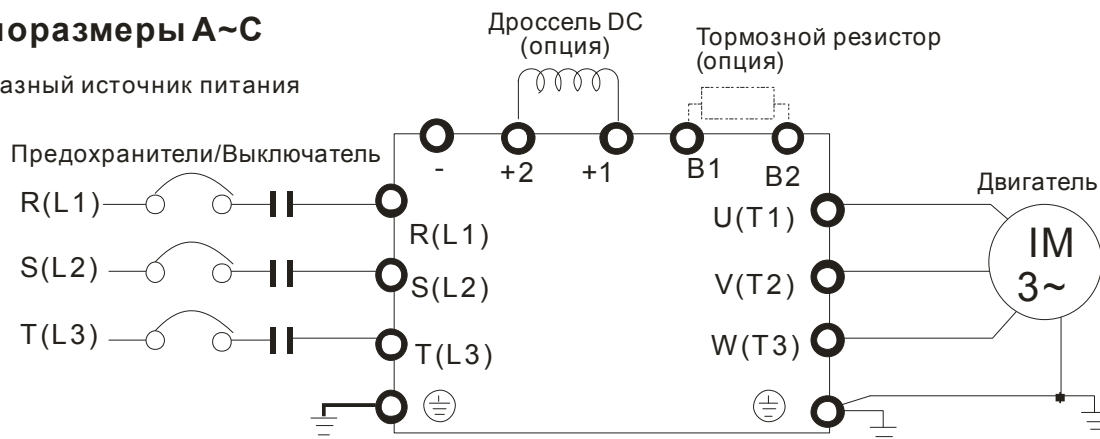 норазмеры A~C
азный источник питания
Дроссель DC
(опция)
Тормозной резистор
(опция)
Предохранители/Выключатель
- +2 +1 B1 B2
Двигатель
R(L1) R(L1) U(T1)
IM
3~
S(L2) S(L2) V(T2)
T(L3) T(L3) W(T3)